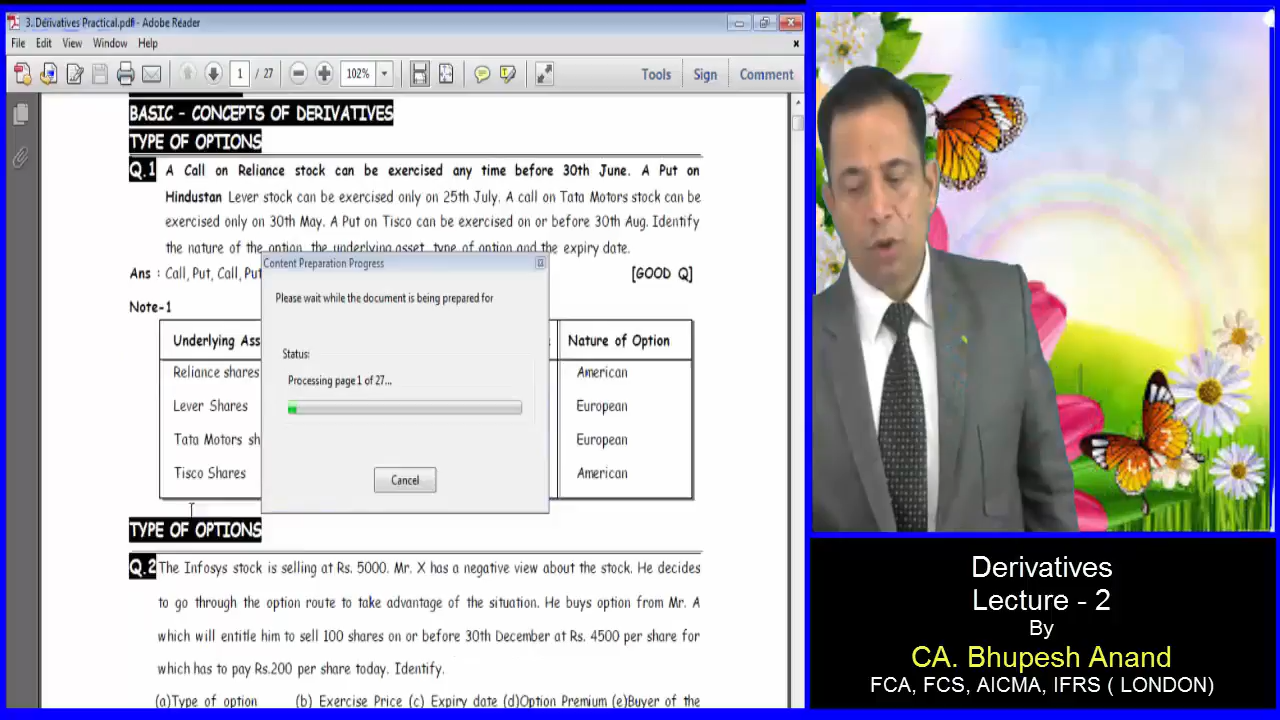 3. Derivatives Practical.pdf - Adobe Reader
File Edit View Window Help
1 / 27 102% Tools Sign Comment
BASIC – CONCEPTS OF DERIVATIVES
TYPE OF OPTIONS
Q.1 A Call on Reliance stock can be exercised any time before 30th June. A Put on
Hindustan Lever stock can be exercised only on 25th July. A call on Tata Motors stock can be
exercised only on 30th May. A Put on Tisco can be exercised on or before 30th Aug. Identify
the nature of the option, the underlying asset, type of option and the expiry date.
Ans : Call, Put, Call, Put [GOOD Q]
Note-1
Underlying Ass Nature of Option
Reliance shares American
Lever Shares European
Tata Motors sh European
Tisco Shares American
Content Preparation Progress
Please wait while the document is being prepared for
Status:
Processing page 1 of 27...
Cancel
TYPE OF OPTIONS
Q.2 The Infosys stock is selling at Rs. 5000. Mr. X has a negative view about the stock. He decides
to go through the option route to take advantage of the situation. He buys option from Mr. A
which will entitle him to sell 100 shares on or before 30th December at Rs. 4500 per share for
which has to pay Rs.200 per share today. Identify.
(a)Type of option (b) Exercise Price (c) Expiry date (d)Option Premium (e)Buyer of the
Derivatives
Lecture - 2
By
CA. Bhupesh Anand
FCA, FCS, AICMA, IFRS ( LONDON)